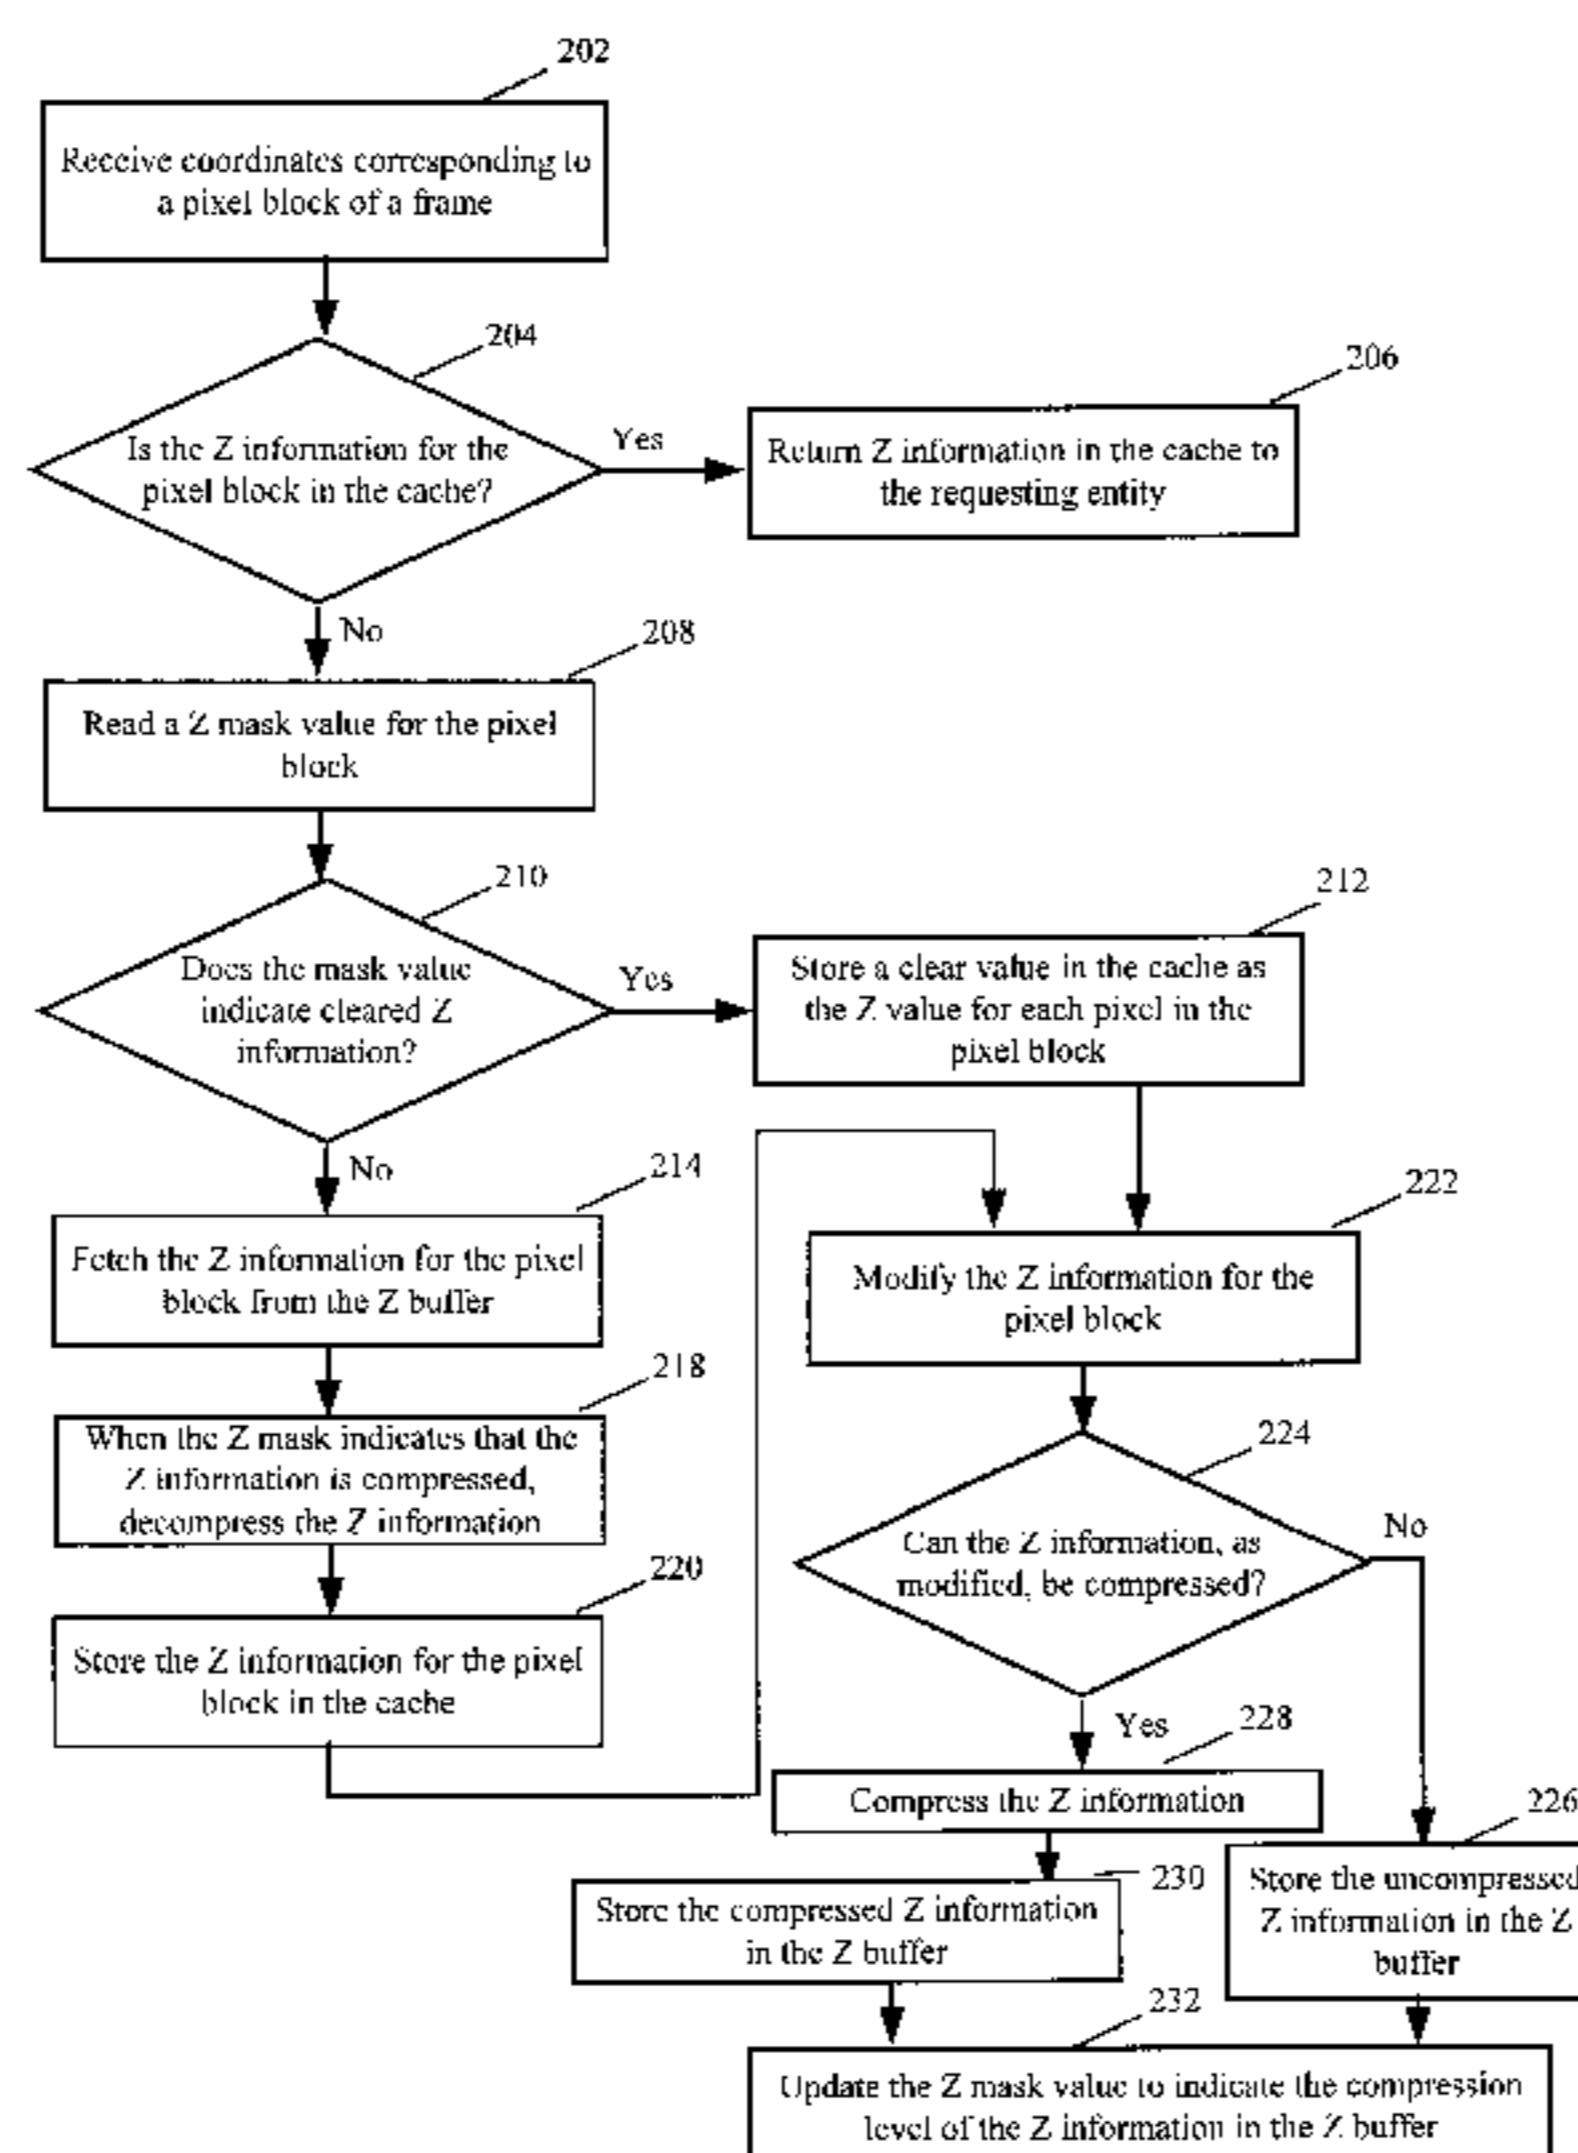 202
Receive coordinates corresponding to
a pixel block of a frame
204
Is the Z information for the
pixel block in the cache?
Yes
206
Return Z information in the cache to
the requesting entity
No
208
Read a Z mask value for the pixel
block
210
Does the mask value
indicate cleared Z
information?
Yes
212
Store a clear value in the cache as
the Z value for each pixel in the
pixel block
No
214
Fetch the Z information for the pixel
block from the Z buffer
222
Modify the Z information for the
pixel block
218
When the Z mask indicates that the
Z information is compressed,
decompress the Z information
224
Can the Z information, as
modified, be compressed?
No
220
Store the Z information for the pixel
block in the cache
Yes
228
Compress the Z information
226
Store the uncompressed
Z information in the Z
buffer
230
Store the compressed Z information
in the Z buffer
232
Update the Z mask value to indicate the compression
level of the Z information in the Z buffer